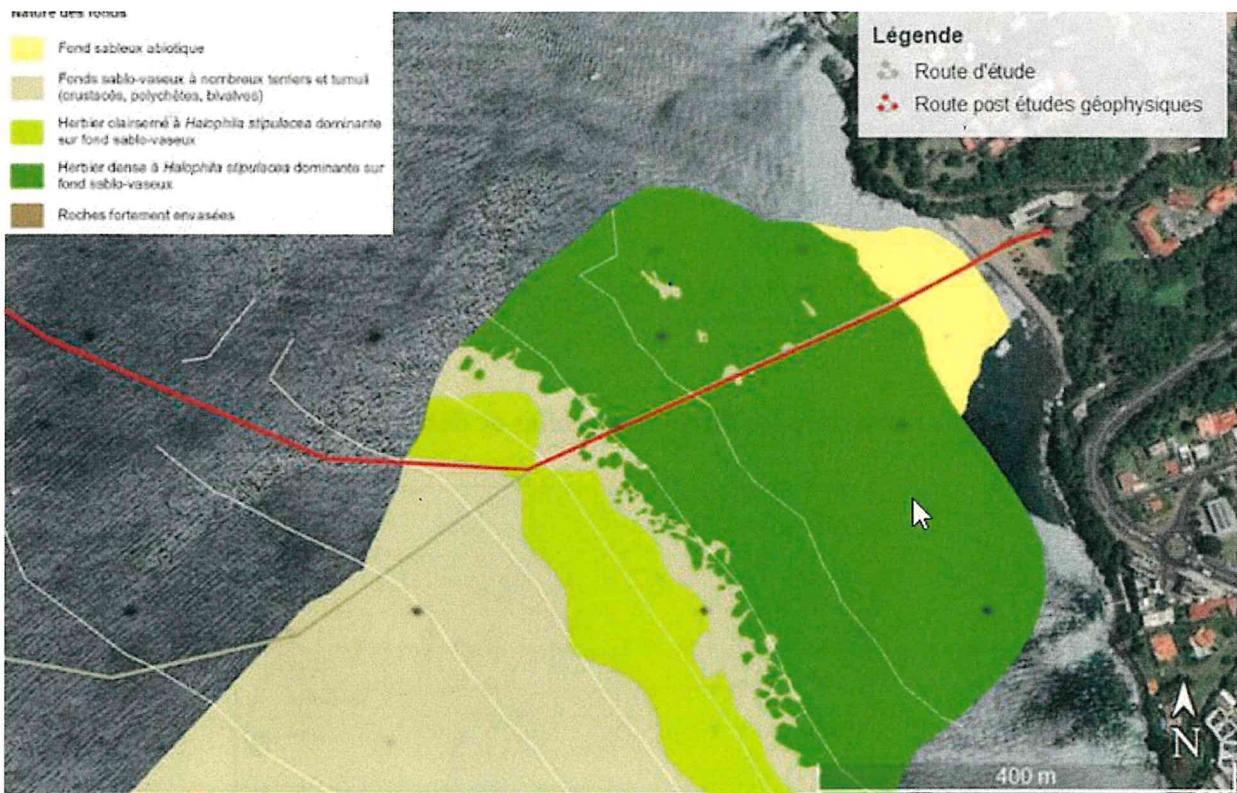 Nature des fonds
Fond sableux abiotique
Fonds sablo-vaseux à nombreux terriers et tumuli
(crustacés, polychètes, bivalves)
Herbier clairsemé à Halophila stipulacea dominante
sur fond sablo-vaseux
Herbier dense à Halophila stipulacea dominante sur
fond sablo-vaseux
Roches fortement envasées
Légende
Route d'étude
Route post études géophysiques
N
400 m